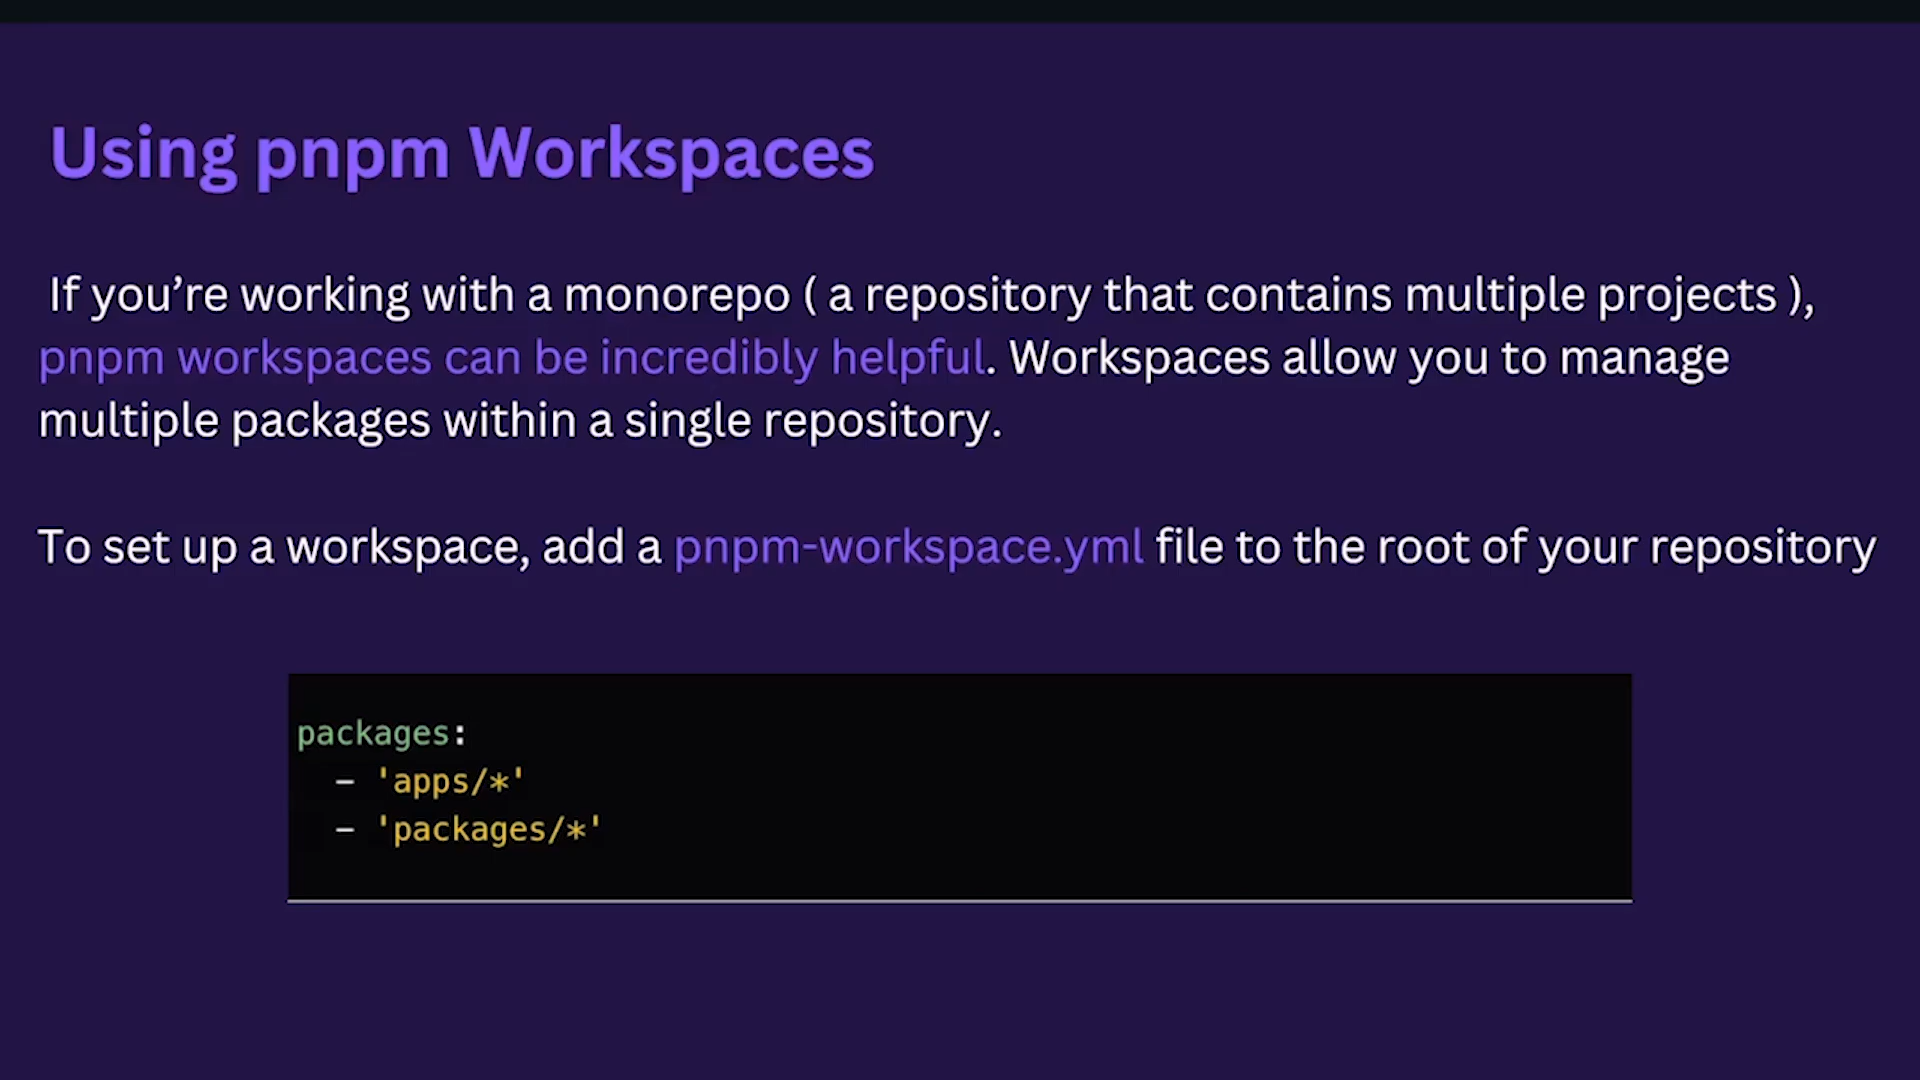 Using pnpm Workspaces
If you’re working with a monorepo ( a repository that contains multiple projects ),
pnpm workspaces can be incredibly helpful. Workspaces allow you to manage
multiple packages within a single repository.
To set up a workspace, add a pnpm-workspace.yml file to the root of your repository
packages:
  - 'apps/*'
  - 'packages/*'